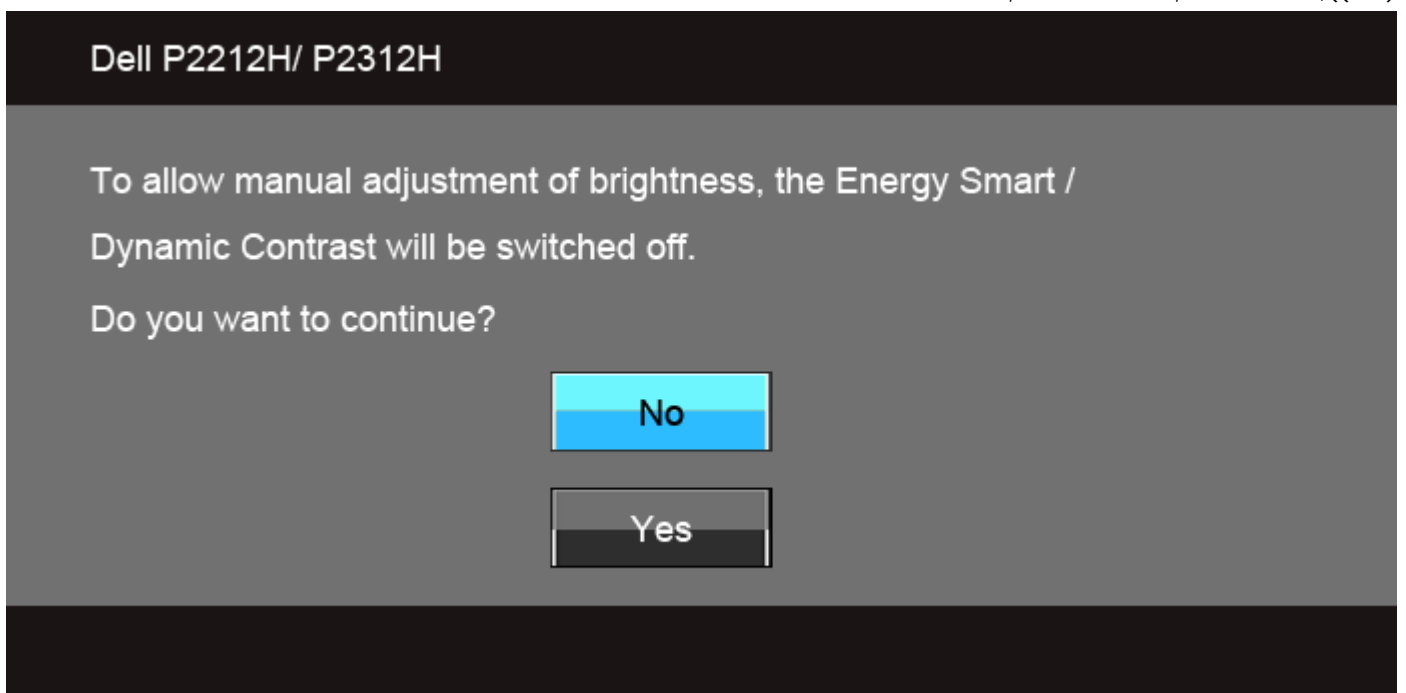 Dell P2212H/ P2312H
To allow manual adjustment of brightness, the Energy Smart /
Dynamic Contrast will be switched off.
Do you want to continue?
No
Yes